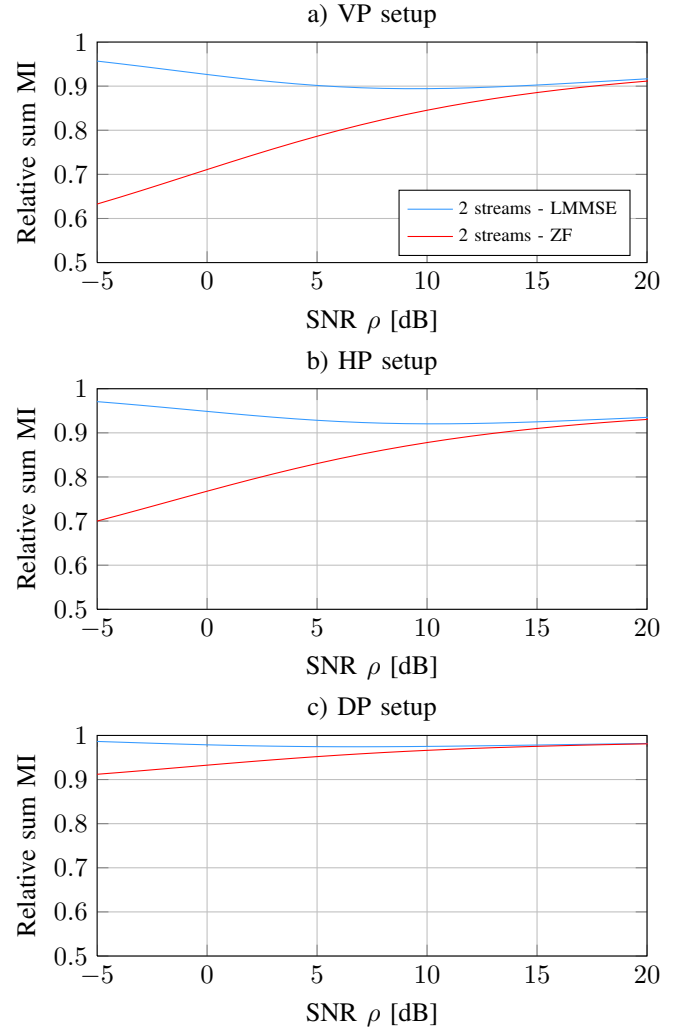 a) VP setup
1
0.9
0.8
0.7
0.6
0.5
Relative sum MI
2 streams - LMMSE
2 streams - ZF
−5 0 5 10 15 20
SNR ρ [dB]
b) HP setup
1
0.9
0.8
0.7
0.6
0.5
Relative sum MI
−5 0 5 10 15 20
SNR ρ [dB]
c) DP setup
1
0.9
0.8
0.7
0.6
0.5
Relative sum MI
−5 0 5 10 15 20
SNR ρ [dB]